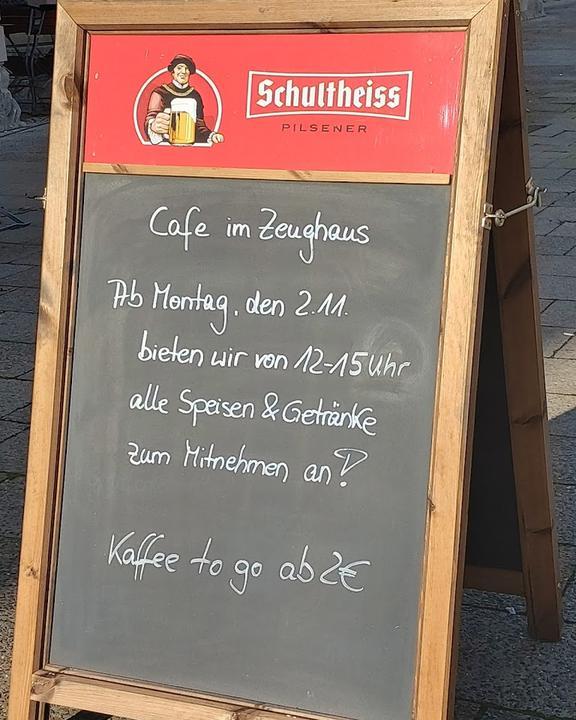 Schultheiss
PILSENER
Cafe im Zeughaus
Ab Montag, den 2.11.
bieten wir von 12-15 Uhr
alle Speisen & Getränke
zum Mitnehmen an!
Kaffee to go ab 2€